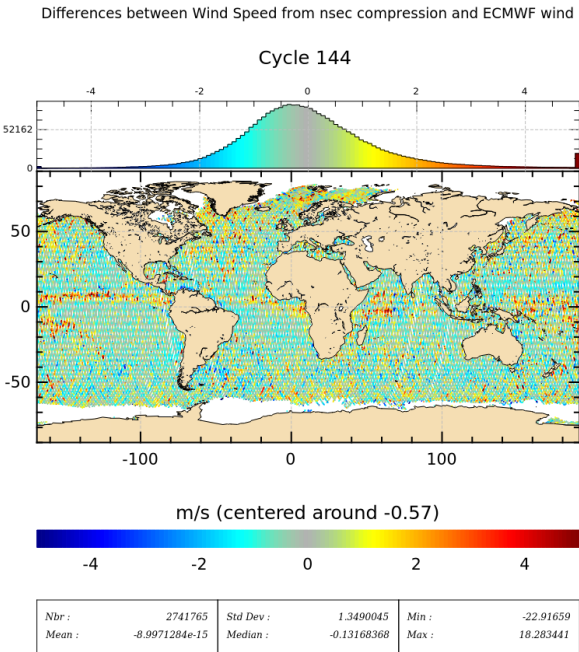 Differences between Wind Speed from nsec compression and ECMWF wind
Cycle 144
-4 -2 0 2 4
52162
0
50
0
-50
-100 0 100
m/s (centered around -0.57)
-4 -2 0 2 4
Nbr : 2741765 Std Dev : 1.3490045 Min : -22.91659
Mean : -8.9971284e-15 Median : -0.13168368 Max : 18.283441